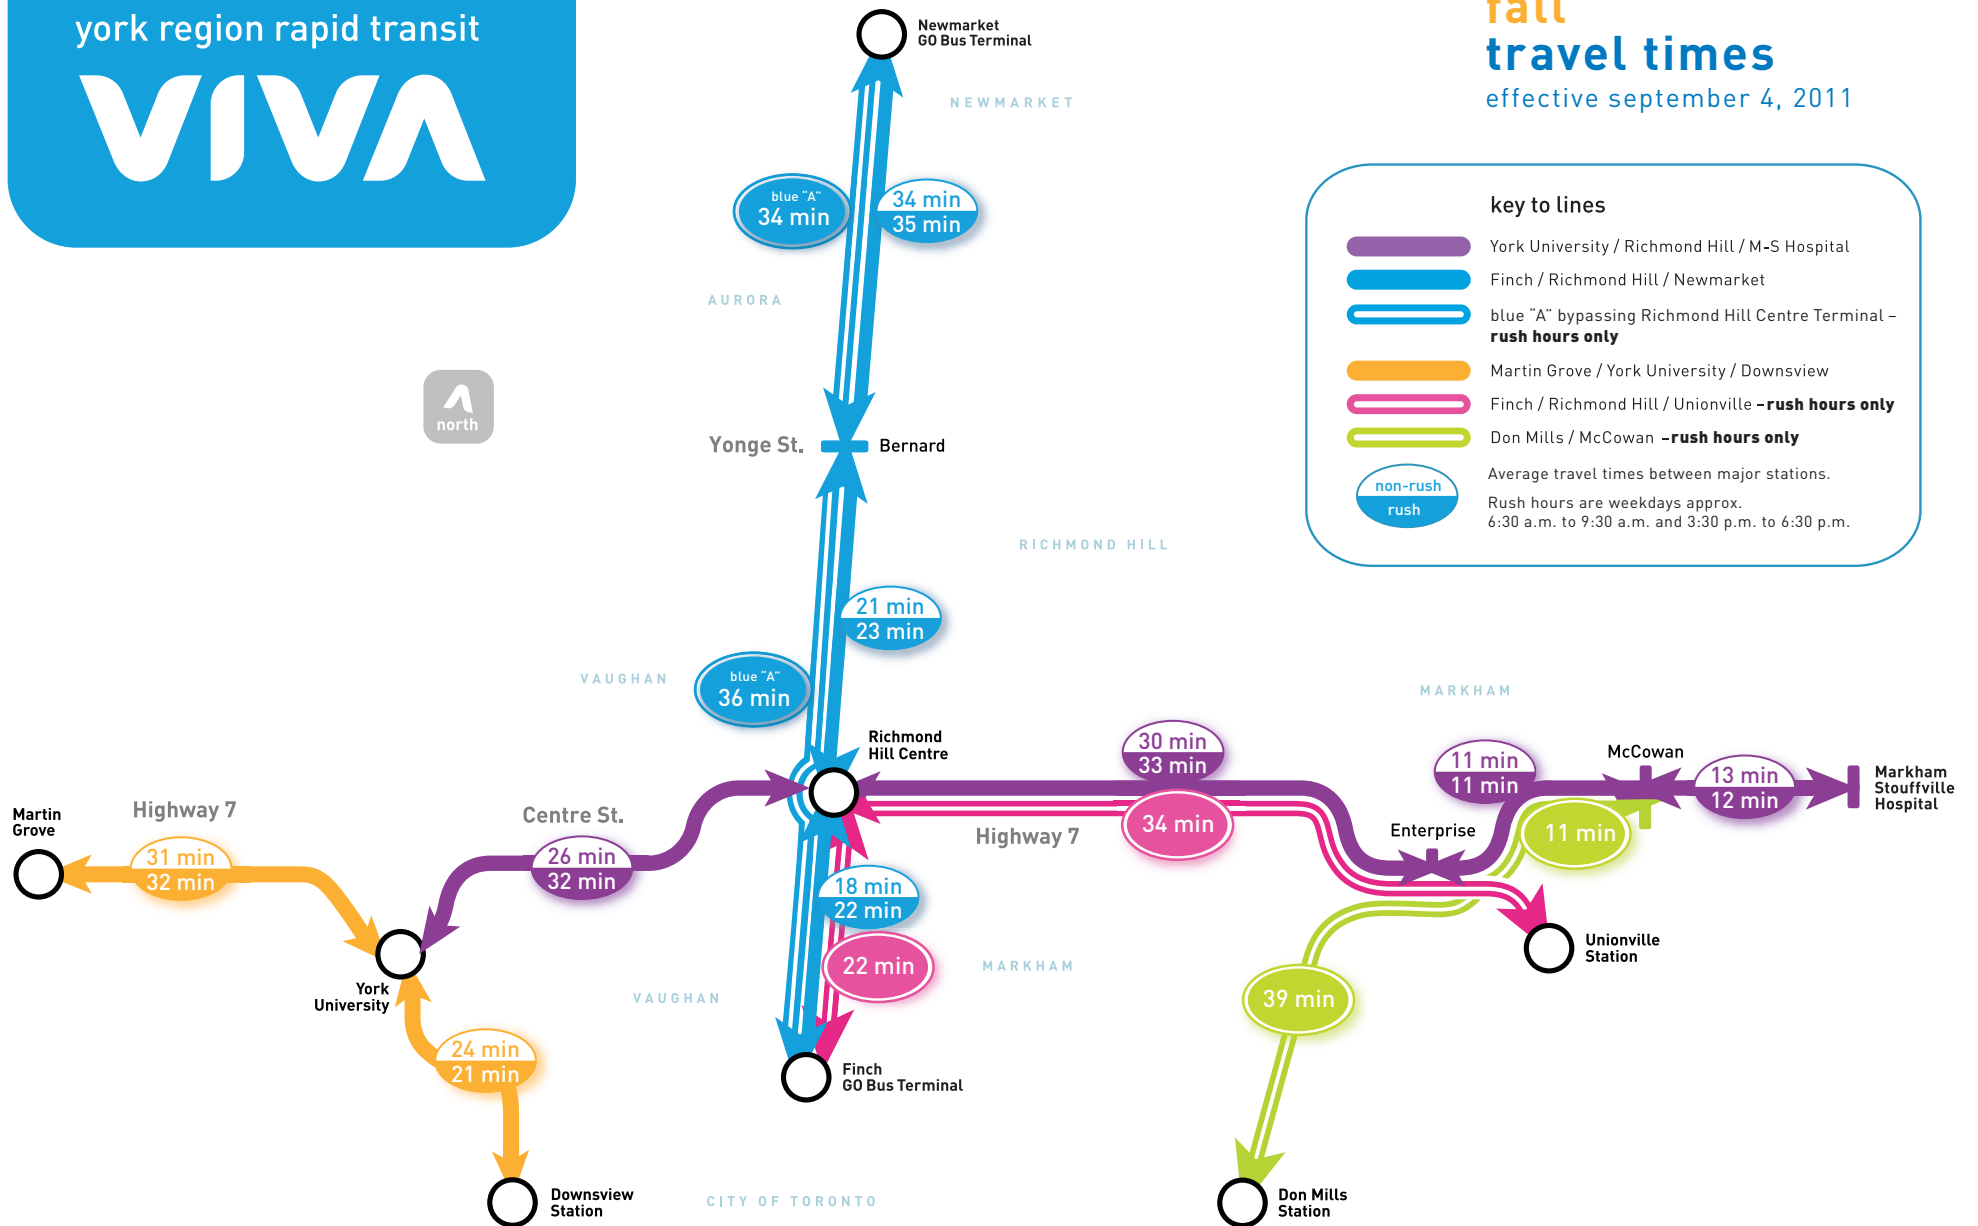 york region rapid transit
VIVA
fall
travel times
effective september 4, 2011
key to lines
York University / Richmond Hill / M-S Hospital
Finch / Richmond Hill / Newmarket
blue “A” bypassing Richmond Hill Centre Terminal –
rush hours only
Martin Grove / York University / Downsview
Finch / Richmond Hill / Unionville – rush hours only
Don Mills / McCowan – rush hours only
non-rush
rush
Average travel times between major stations.
Rush hours are weekdays approx.
6:30 a.m. to 9:30 a.m. and 3:30 p.m. to 6:30 p.m.
Newmarket
GO Bus Terminal
NEWMARKET
blue “A”
34 min
34 min
35 min
AURORA
north
Yonge St.
Bernard
RICHMOND HILL
21 min
23 min
VAUGHAN
blue “A”
36 min
MARKHAM
Richmond
Hill Centre
30 min
33 min
11 min
11 min
McCowan
13 min
12 min
Markham
Stouffville
Hospital
Martin
Grove
Highway 7
Centre St.
34 min
Highway 7
Enterprise
11 min
31 min
32 min
26 min
32 min
18 min
22 min
22 min
MARKHAM
Unionville
Station
York
University
VAUGHAN
39 min
24 min
21 min
Finch
GO Bus Terminal
Downsview
Station
CITY OF TORONTO
Don Mills
Station